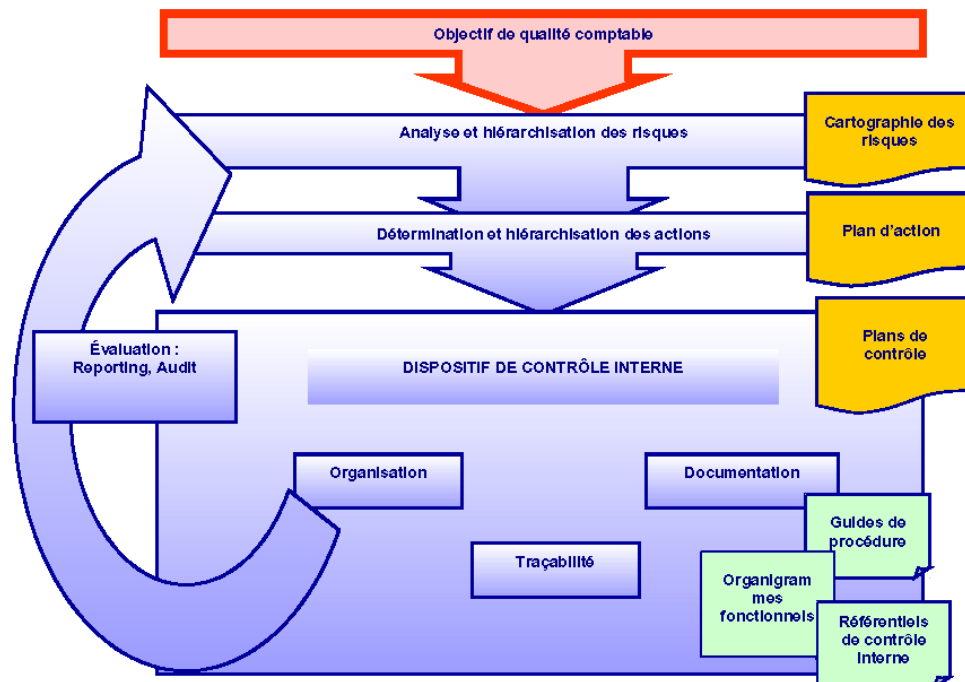 Objectif de qualité comptable
Analyse et hiérarchisation des risques
Cartographie des
risques
Détermination et hiérarchisation des actions
Plan d'action
Évaluation :
Reporting, Audit
DISPOSITIF DE CONTRÔLE INTERNE
Plans de
contrôle
Organisation
Documentation
Traçabilité
Guides de
procédure
Organigram
mes
fonctionnels
Référentiels
de contrôle
Interne